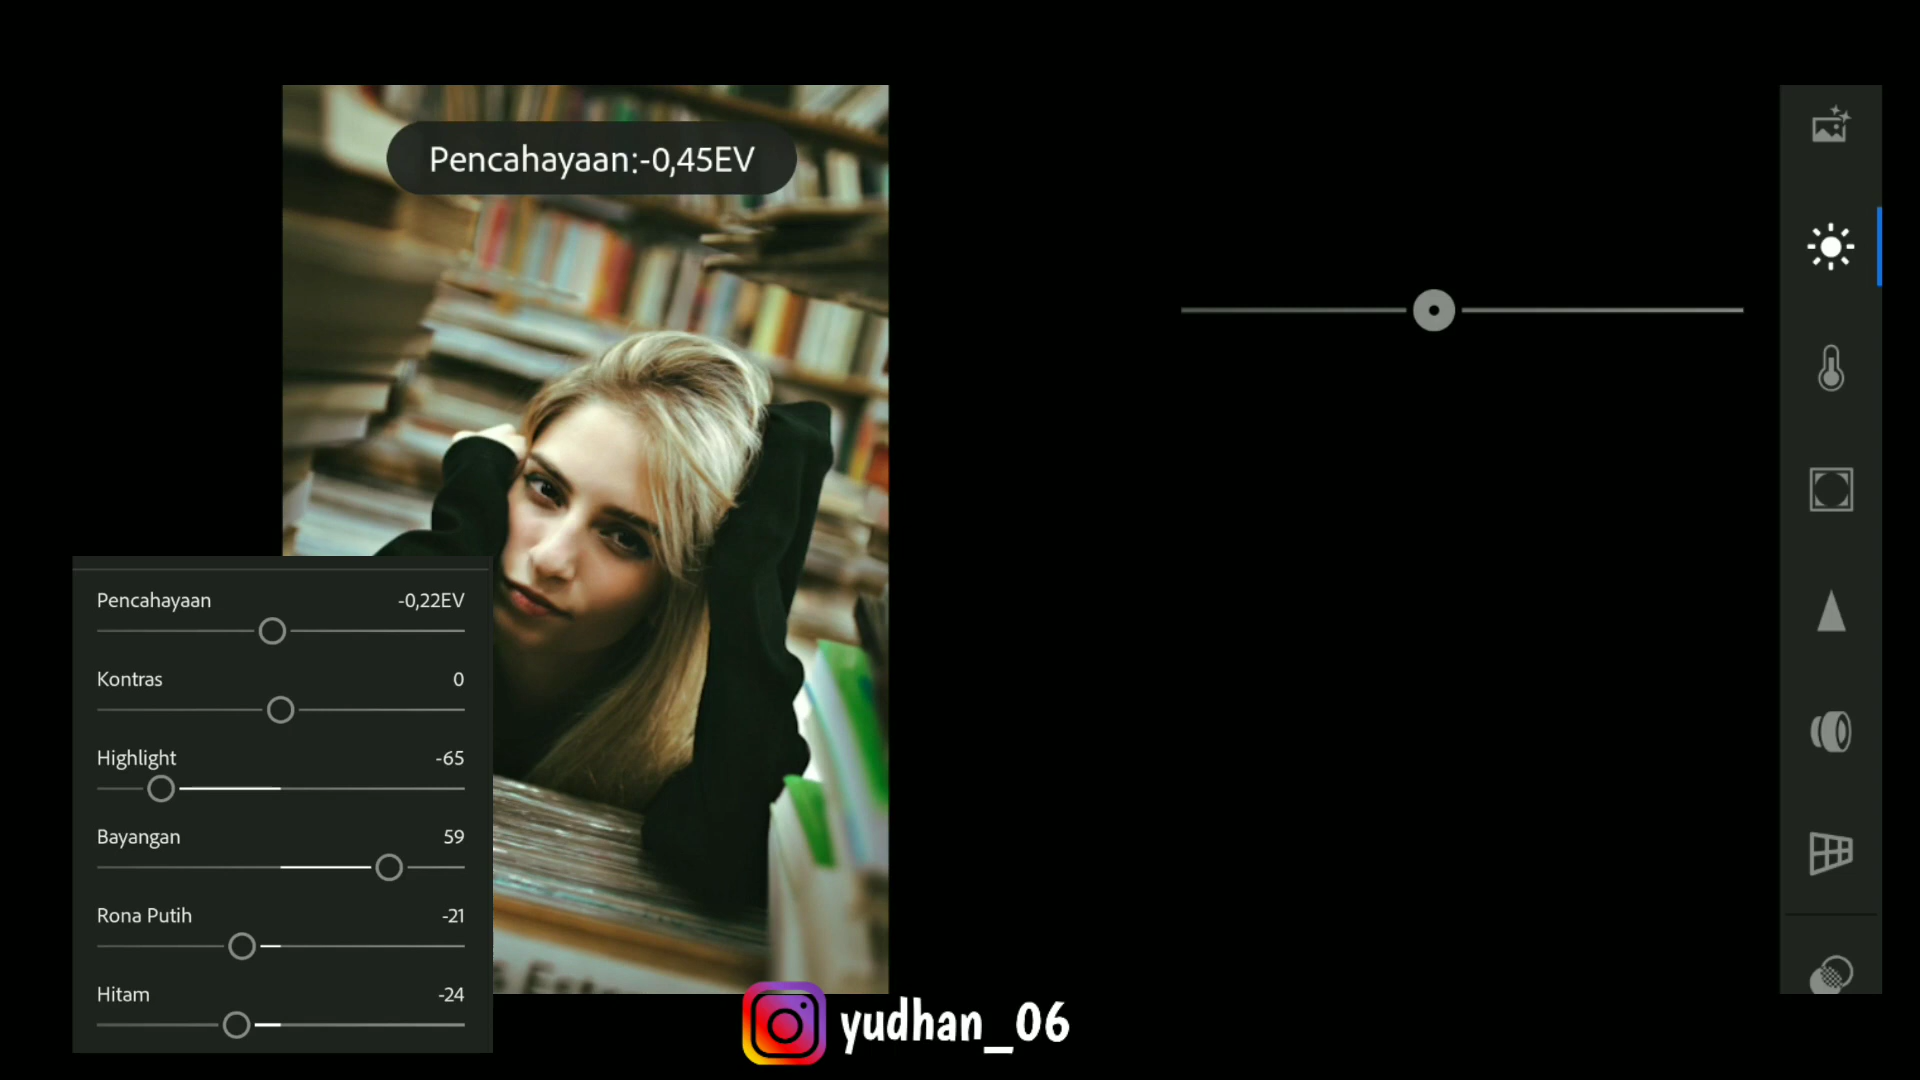 Pencahayaan:-0,45EV
Pencahayaan -0,22EV
Kontras 0
Highlight -65
Bayangan 59
Rona Putih -21
Hitam -24
yudhan_06